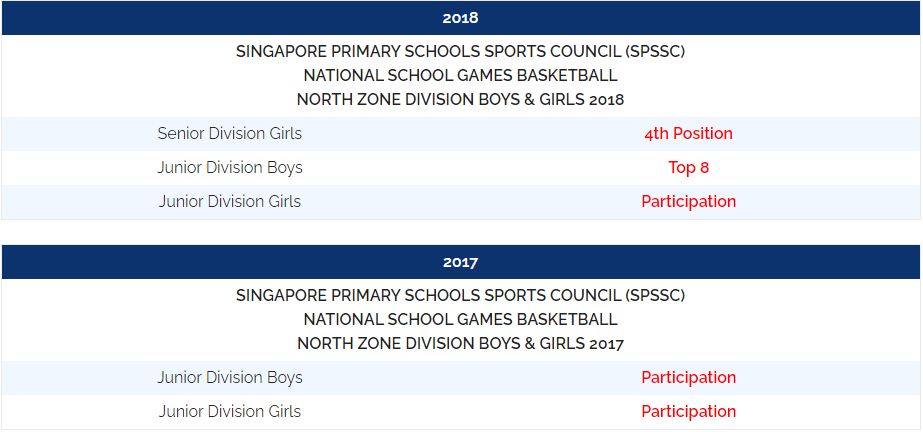 2018
SINGAPORE PRIMARY SCHOOLS SPORTS COUNCIL (SPSSC)
NATIONAL SCHOOL GAMES BASKETBALL
NORTH ZONE DIVISION BOYS & GIRLS 2018
Senior Division Girls 4th Position
Junior Division Boys Top 8
Junior Division Girls Participation
2017
SINGAPORE PRIMARY SCHOOLS SPORTS COUNCIL (SPSSC)
NATIONAL SCHOOL GAMES BASKETBALL
NORTH ZONE DIVISION BOYS & GIRLS 2017
Junior Division Boys Participation
Junior Division Girls Participation